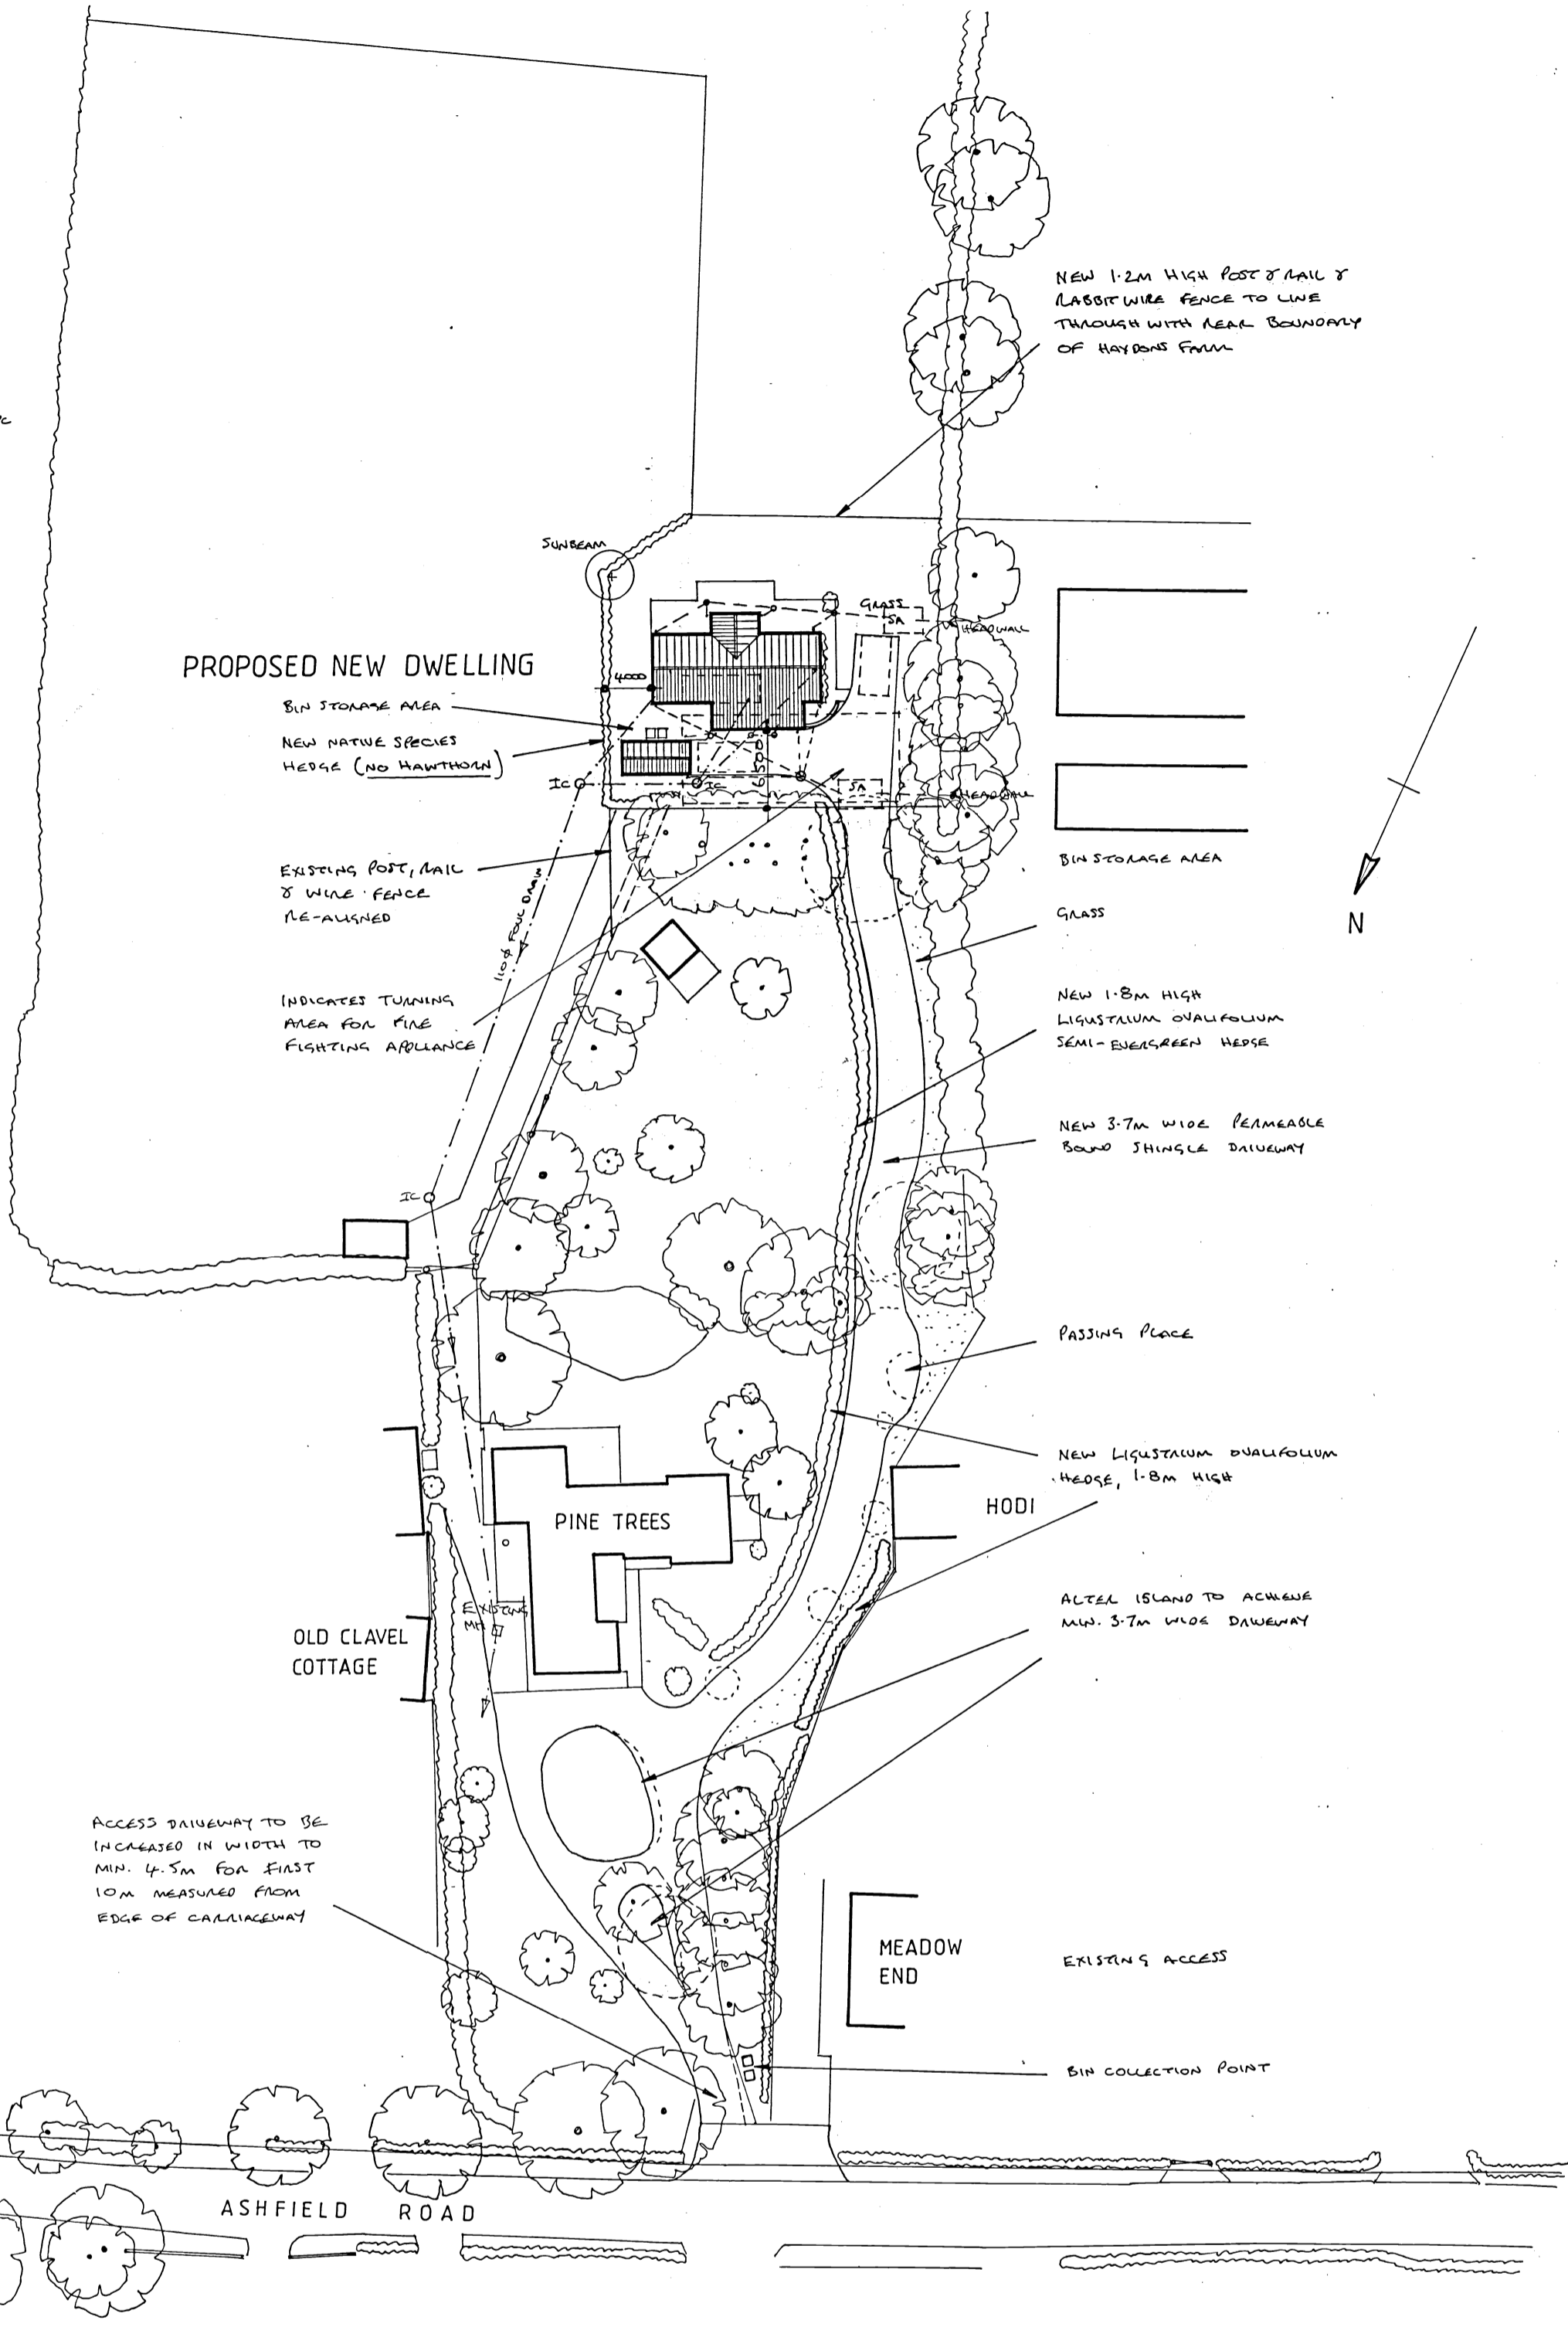 NEW 1.2M HIGH POST & RAIL &
RABBIT WIRE FENCE TO LINE
THROUGH WITH REAR BOUNDARY
OF HAYDONS FARM
SUNBEAM
GRASS
SA
HEADWALL
PROPOSED NEW DWELLING
4000
BIN STORAGE AREA
NEW NATIVE SPECIES
HEDGE (NO HAWTHORN)
6500
IC
IC
SA
HEADWALL
BIN STORAGE AREA
EXISTING POST, RAIL
& WIRE FENCE
RE-ALIGNED
GRASS
N
110ϕ FOUL DRAIN
INDICATES TURNING
AREA FOR FIRE
FIGHTING APPLIANCE
NEW 1.8M HIGH
LIGUSTRIUM OVALIFOLIUM
SEMI-EVERGREEN HEDGE
NEW 3.7M WIDE PERMEABLE
BOUND SHINGLE DRIVEWAY
IC
PASSING PLACE
NEW LIGUSTRIUM OVALIFOLIUM
HEDGE, 1.8M HIGH
HODI
PINE TREES
EXISTING
MH
OLD CLAVEL
COTTAGE
ALTER ISLAND TO ACHIEVE
MIN. 3.7M WIDE DRIVEWAY
ACCESS DRIVEWAY TO BE
INCREASED IN WIDTH TO
MIN. 4.5M FOR FIRST
10M MEASURED FROM
EDGE OF CARRIAGEWAY
MEADOW
END
EXISTING ACCESS
BIN COLLECTION POINT
ASHFIELD ROAD